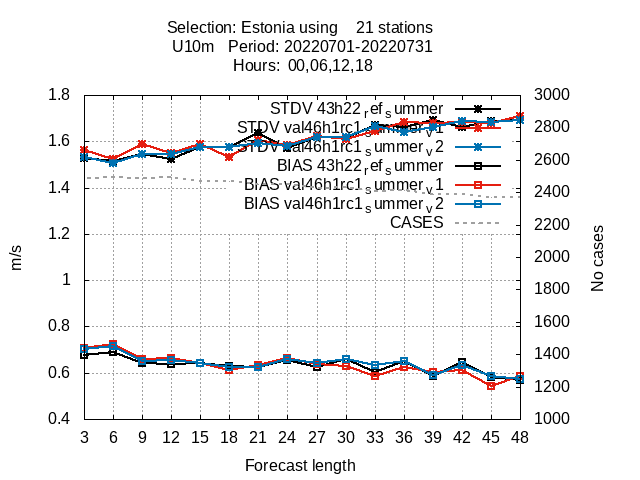 Selection: Estonia using    21 stations
U10m   Period: 20220701-20220731
Hours:  00,06,12,18
1.8
1.6
1.4
1.2
1
0.8
0.6
0.4
3000
2800
2600
2400
2200
2000
1800
1600
1400
1200
1000
m/s
No cases
STDV 43h22_ref_summer
STDV val46h1rc1_summer_v1
STDV val46h1rc1_summer_v2
BIAS 43h22_ref_summer
BIAS val46h1rc1_summer_v1
BIAS val46h1rc1_summer_v2
CASES
3 6 9 12 15 18 21 24 27 30 33 36 39 42 45 48
Forecast length